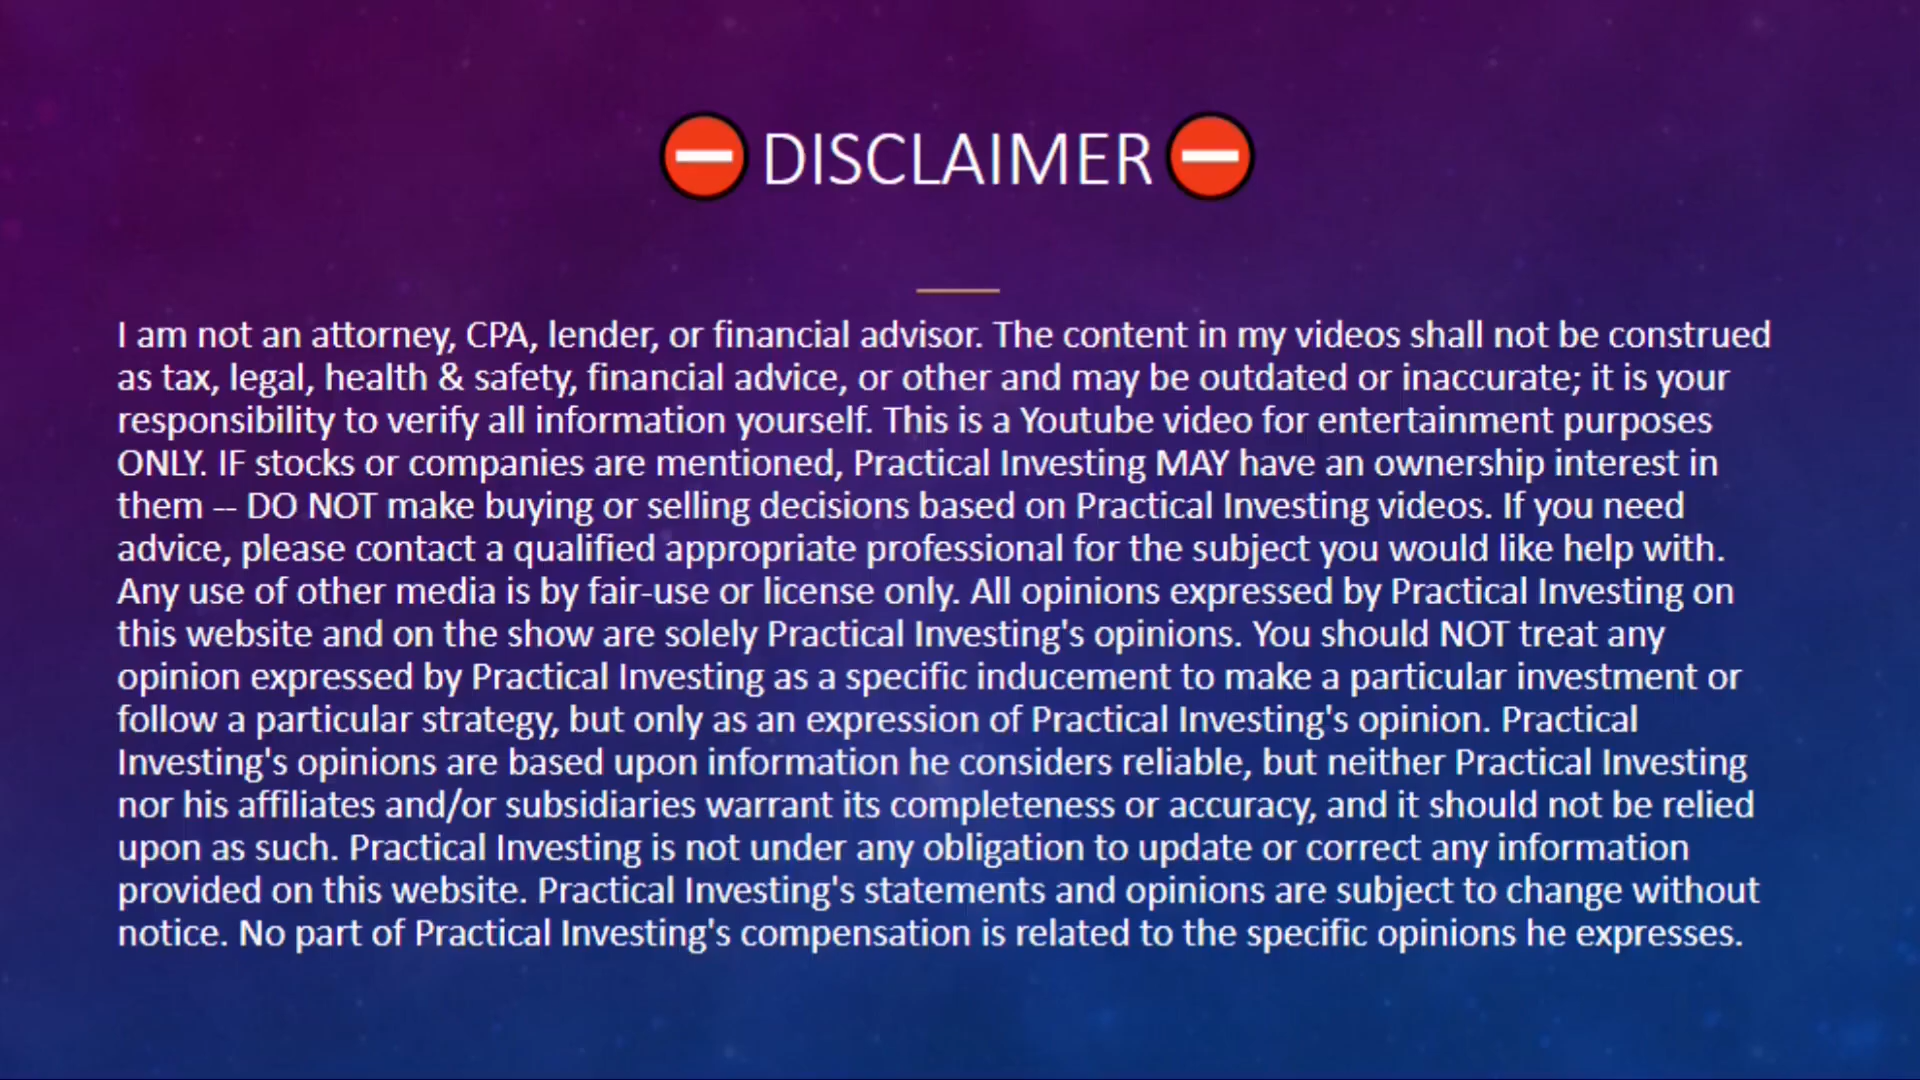 ⛔ DISCLAIMER ⛔
I am not an attorney, CPA, lender, or financial advisor. The content in my videos shall not be construed
as tax, legal, health & safety, financial advice, or other and may be outdated or inaccurate; it is your
responsibility to verify all information yourself. This is a Youtube video for entertainment purposes
ONLY. IF stocks or companies are mentioned, Practical Investing MAY have an ownership interest in
them -- DO NOT make buying or selling decisions based on Practical Investing videos. If you need
advice, please contact a qualified appropriate professional for the subject you would like help with.
Any use of other media is by fair-use or license only. All opinions expressed by Practical Investing on
this website and on the show are solely Practical Investing's opinions. You should NOT treat any
opinion expressed by Practical Investing as a specific inducement to make a particular investment or
follow a particular strategy, but only as an expression of Practical Investing's opinion. Practical
Investing's opinions are based upon information he considers reliable, but neither Practical Investing
nor his affiliates and/or subsidiaries warrant its completeness or accuracy, and it should not be relied
upon as such. Practical Investing is not under any obligation to update or correct any information
provided on this website. Practical Investing's statements and opinions are subject to change without
notice. No part of Practical Investing's compensation is related to the specific opinions he expresses.